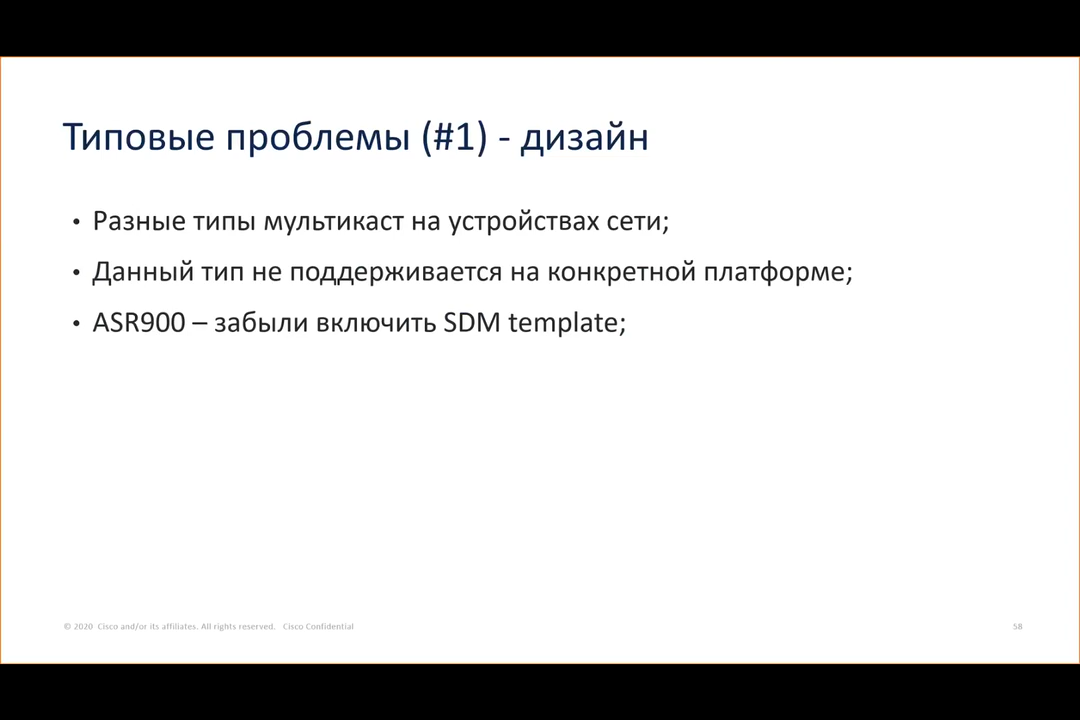 Типовые проблемы (#1) - дизайн
• Разные типы мультикаст на устройствах сети;
• Данный тип не поддерживается на конкретной платформе;
• ASR900 – забыли включить SDM template;
© 2020 Cisco and/or its affiliates. All rights reserved. Cisco Confidential
58